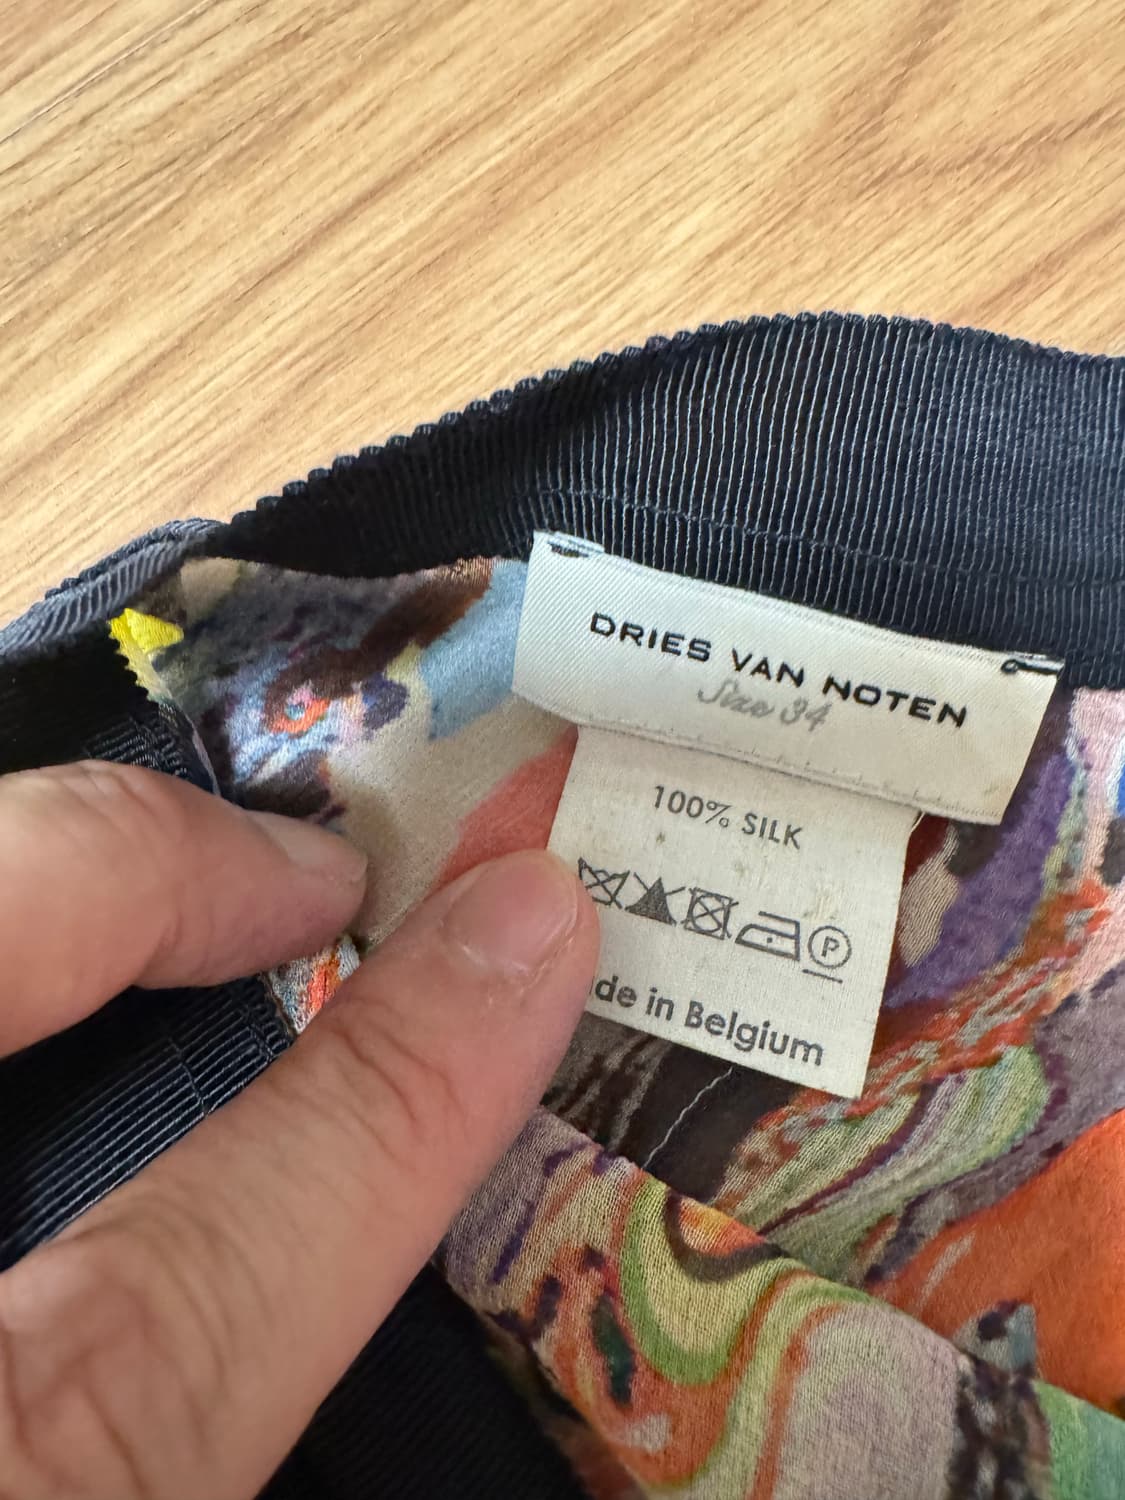 DRIES VAN NOTEN
Size 34
100% SILK
P
de in Belgium